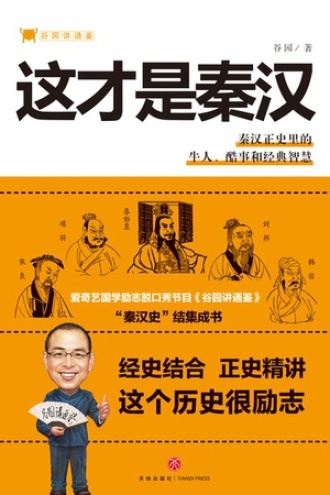 谷园讲通鉴
谷园/著
这才是秦汉
秦汉正史里的
牛人、酷事和经典智慧
秦始皇
项羽
刘邦
张良
韩信
爱奇艺国学励志脱口秀节目《谷园讲通鉴》
“秦汉史”结集成书
谷园讲通鉴
经史结合 正史精讲
这个历史很励志
天地出版社 | TIANDI PRESS